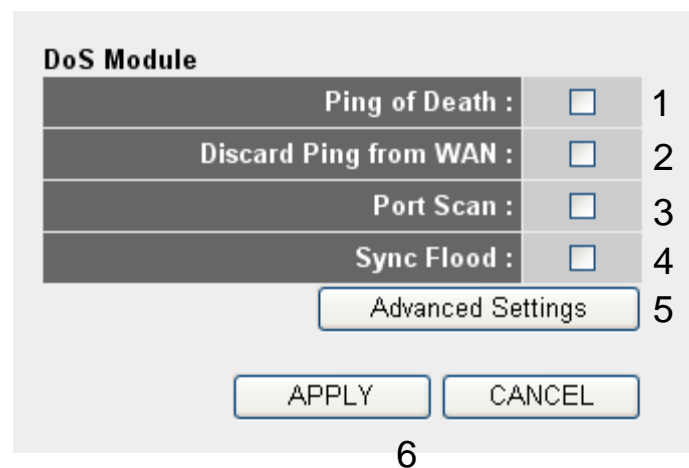 DoS Module
Ping of Death : 1
Discard Ping from WAN : 2
Port Scan : 3
Sync Flood : 4
Advanced Settings 5
APPLY CANCEL
6